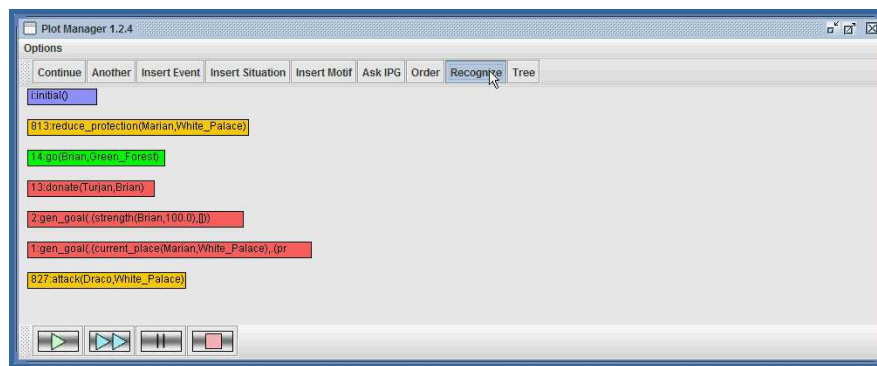 Plot Manager 1.2.4
Options
Continue Another Insert Event Insert Situation Insert Motif Ask IPG Order Recognize Tree
i:initial()
813:reduce_protection(Marian,White_Palace)
14:go(Brian,Green_Forest)
13:donate(Turjan,Brian)
2:gen_goal(.(strength(Brian,100.0),[]))
1:gen_goal(.(current_place(Marian,White_Palace),.(pr
827:attack(Draco,White_Palace)